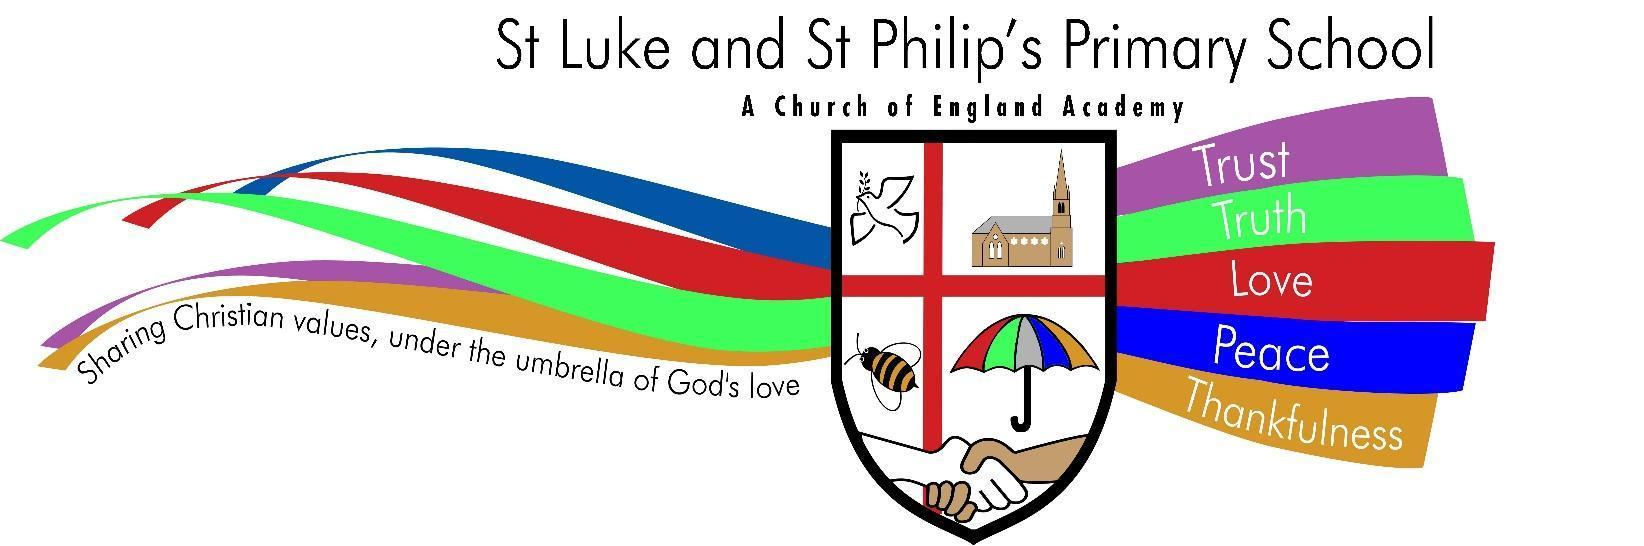 St Luke and St Philip's Primary School
A Church of England Academy
Trust
Truth
Love
Peace
Thankfulness
Sharing Christian values, under the umbrella of God's love